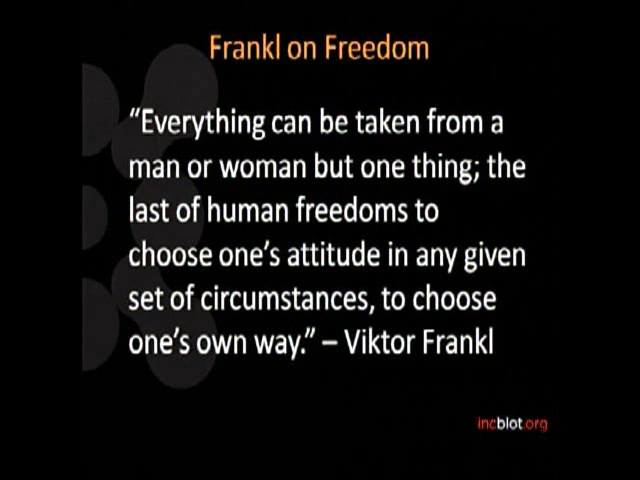 Frankl on Freedom
“Everything can be taken from a
man or woman but one thing; the
last of human freedoms to
choose one’s attitude in any given
set of circumstances, to choose
one’s own way.” – Viktor Frankl
incblot.org